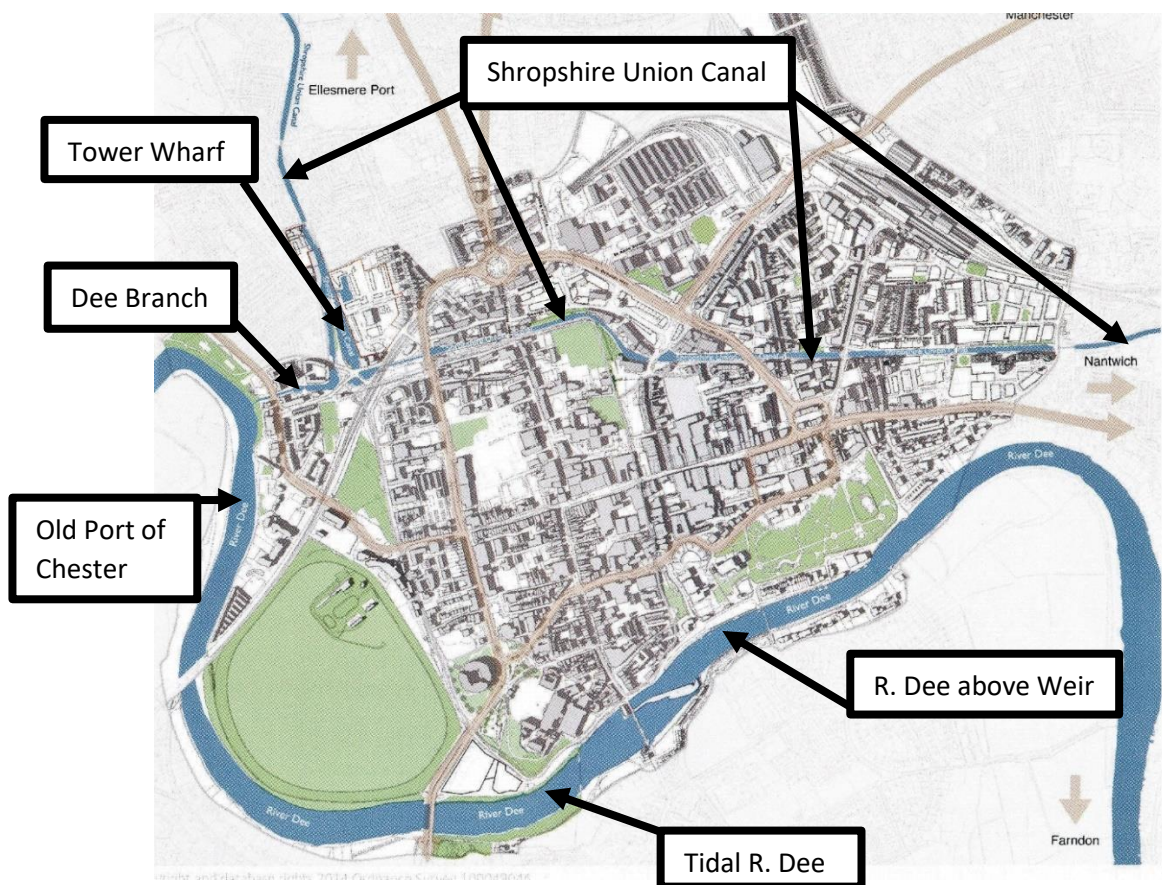 Manchester
Shropshire Union Canal
Shropshire Union Canal
Ellesmere Port
Tower Wharf
Dee Branch
Canal
Nantwich
River Dee
Old Port of
Chester
River Dee
River Dee
R. Dee above Weir
River Dee
River Dee
Farndon
Tidal R. Dee